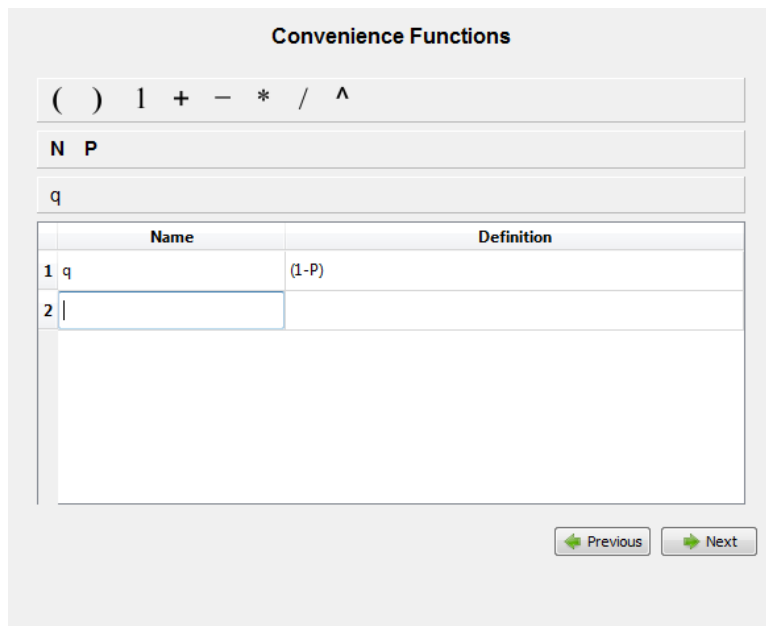 Convenience Functions
( ) 1 + − * / ^
N P
q
Name Definition
1 q (1-P)
2
Previous Next